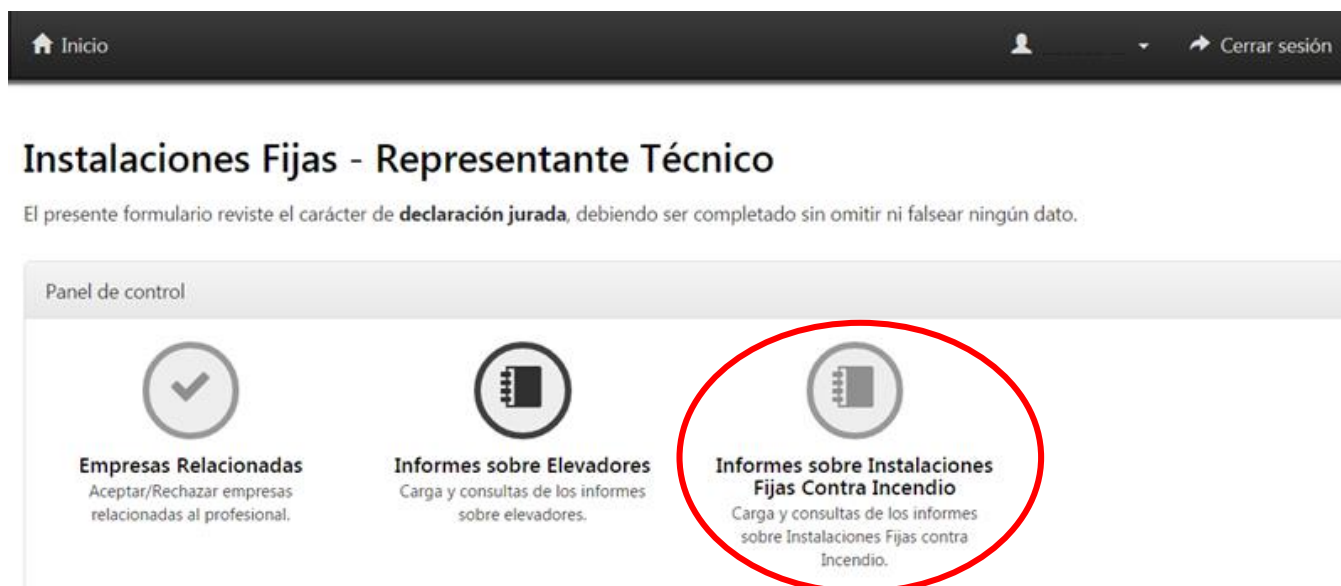 Inicio
Cerrar sesión
Instalaciones Fijas - Representante Técnico
El presente formulario reviste el carácter de declaración jurada, debiendo ser completado sin omitir ni falsear ningún dato.
Panel de control
Empresas Relacionadas
Aceptar/Rechazar empresas
relacionadas al profesional.
Informes sobre Elevadores
Carga y consultas de los informes
sobre elevadores.
Informes sobre Instalaciones
Fijas Contra Incendio
Carga y consultas de los informes
sobre Instalaciones Fijas contra
Incendio.